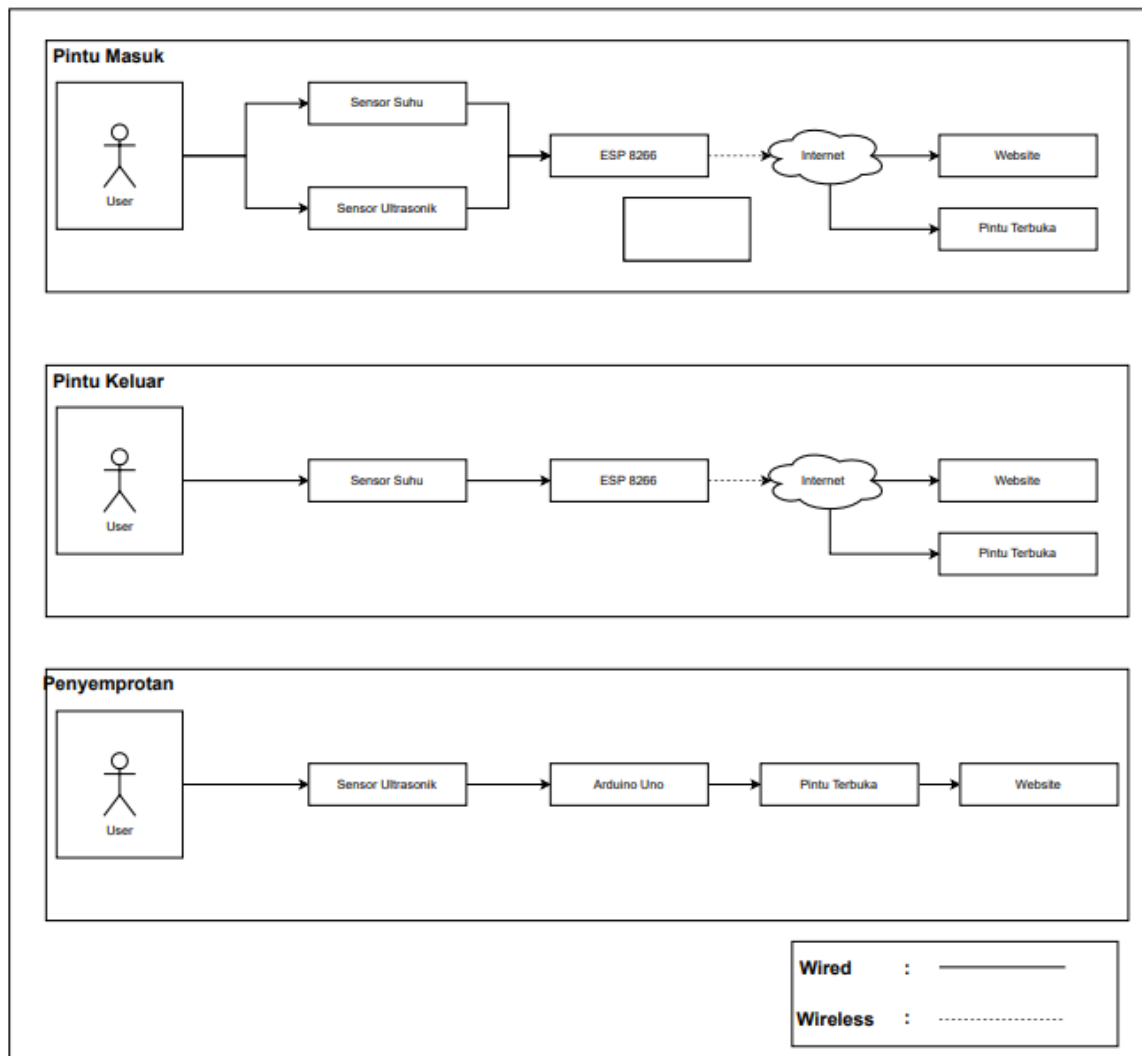 Pintu Masuk
User
Sensor Suhu
Sensor Ultrasonik
ESP 8266
Internet
Website
Pintu Terbuka
Pintu Keluar
User
Sensor Suhu
ESP 8266
Internet
Website
Pintu Terbuka
Penyemprotan
User
Sensor Ultrasonik
Arduino Uno
Pintu Terbuka
Website
Wired :
Wireless :